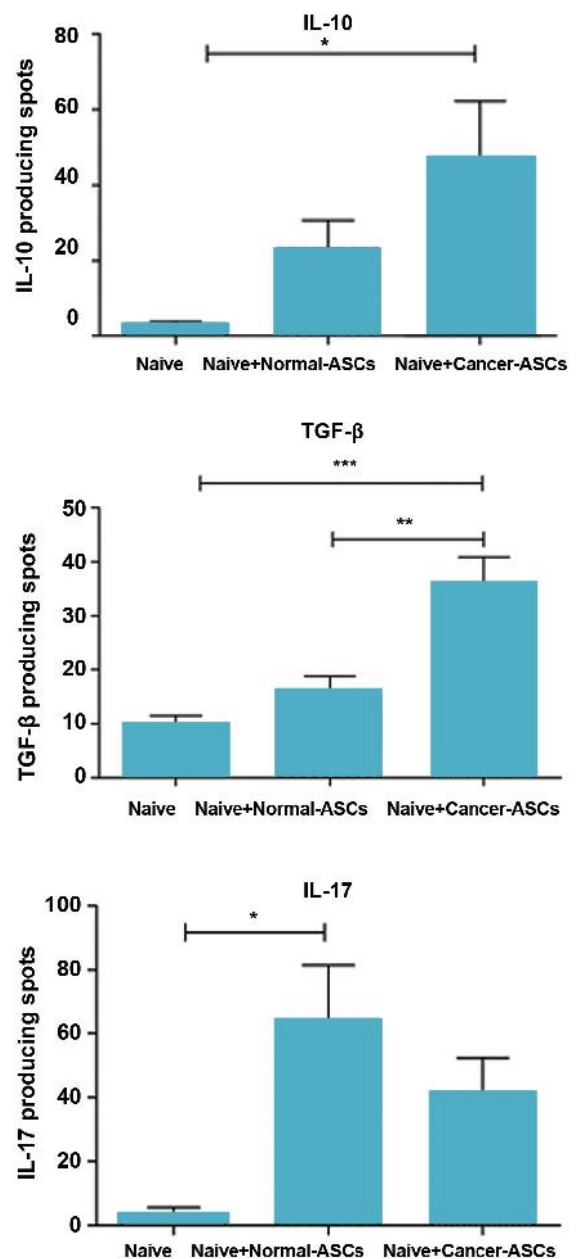 IL-10
*
80
60
40
20
0
IL-10 producing spots
Naive Naive+Normal-ASCs Naive+Cancer-ASCs
TGF-β
***
**
50
40
30
20
10
0
TGF-β producing spots
Naive Naive+Normal-ASCs Naive+Cancer-ASCs
IL-17
*
100
80
60
40
20
0
IL-17 producing spots
Naive Naive+Normal-ASCs Naive+Cancer-ASCs